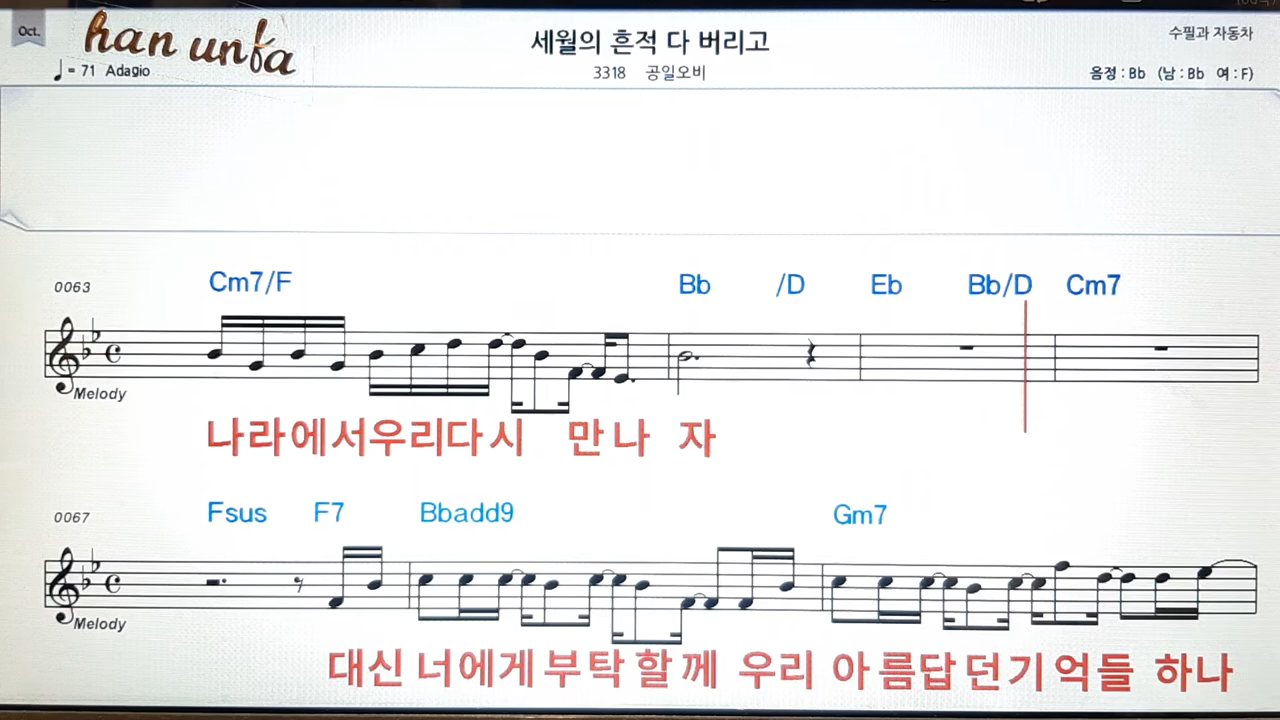 Oct.
han unfa
세월의 흔적 다 버리고
수필과 자동차
♩= 71 Adagio
3318 공일오비
음정 : Bb (남 : Bb 여 : F)
0063
Cm7/F Bb /D Eb Bb/D Cm7
Melody
나라에서우리다시 만나 자
0067
Fsus F7 Bbadd9 Gm7
Melody
대신너에게부탁할께 우리 아름답던기억들 하나